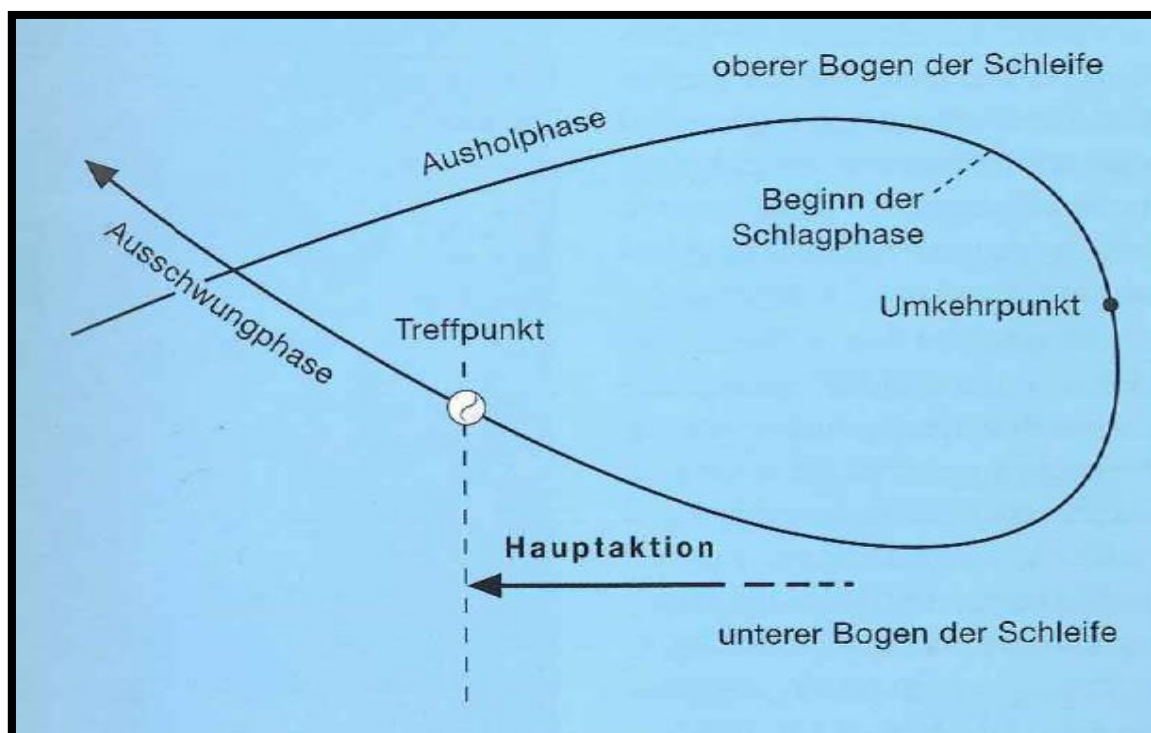 oberer Bogen der Schleife
Ausholphase
Beginn der
Schlagphase
Ausschwungphase
Umkehrpunkt
Treffpunkt
Hauptaktion
unterer Bogen der Schleife